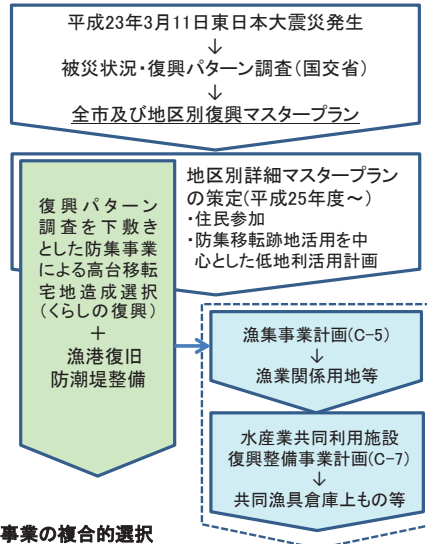 平成23年3月11日東日本大震災発生
↓
被災状況・復興パターン調査(国交省)
↓
全市及び地区別復興マスタープラン
地区別詳細マスタープラン
の策定(平成25年度～)
・住民参加
・防集移転跡地活用を中
心とした低地利活用計画
復興パターン
調査を下敷き
とした防集事業
による高台移転
宅地造成選択
(くらしの復興)
＋
漁港復旧
防潮堤整備
漁集事業計画(C-5)
↓
漁業関係用地等
水産業共同利用施設
復興整備事業計画(C-7)
↓
共同漁具倉庫上もの等
事業の複合的選択